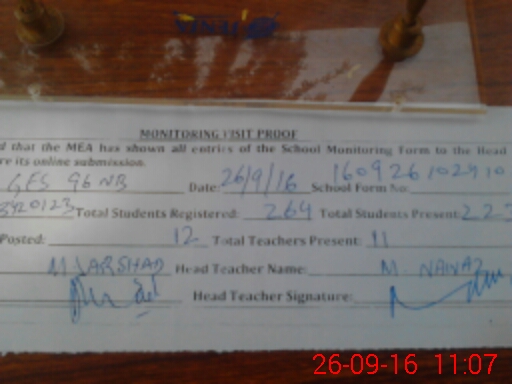 MONITORING VISIT PROOF
d that the MEA has shown all entries of the School Monitoring Form to the Head
re its online submission.
GES 96 NB Date: 26/9/16 School Form No: 160926102910
3920123 Total Students Registered: 264 Total Students Present: 223
Posted: 12 Total Teachers Present: 11
M ARSHAD Head Teacher Name: M NAWAZ
Head Teacher Signature:
26-09-16 11:07